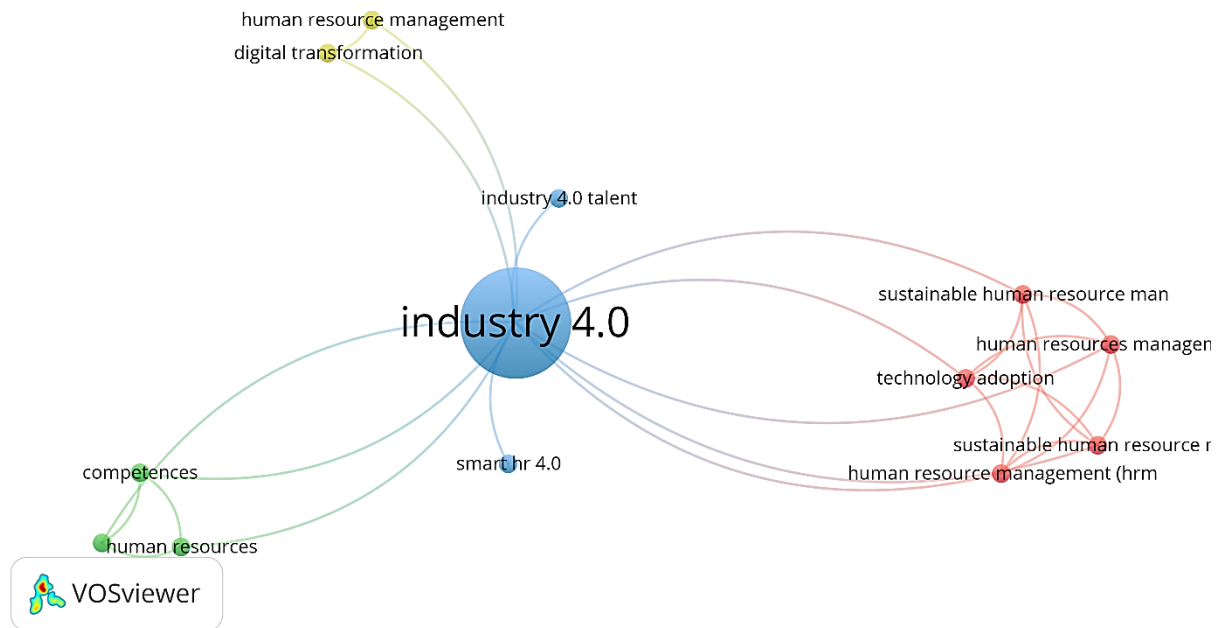 human resource management
digital transformation
industry 4.0 talent
sustainable human resource man
industry 4.0
human resources managem
technology adoption
sustainable human resource m
smart hr 4.0
competences
human resource management (hrm
human resources
VOSviewer